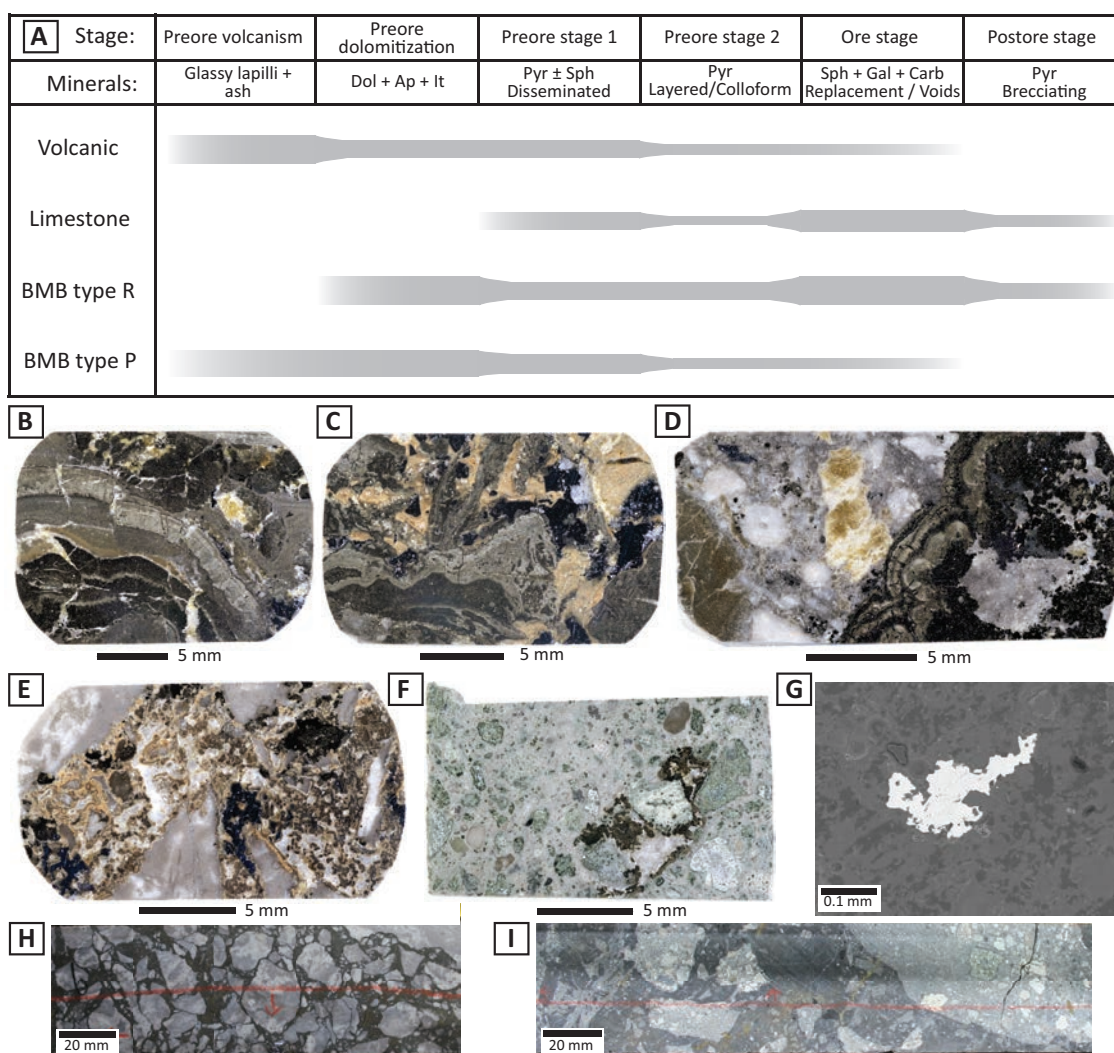 A
Stage:
Preore volcanism
Preore
dolomitization
Preore stage 1
Preore stage 2
Ore stage
Postore stage
Minerals:
Glassy lapilli +
ash
Dol + Ap + It
Pyr ± Sph
Disseminated
Pyr
Layered/Colloform
Sph + Gal + Carb
Replacement / Voids
Pyr
Brecciating
Volcanic
Limestone
BMB type R
BMB type P
B
5 mm
C
5 mm
D
5 mm
E
5 mm
F
5 mm
G
0.1 mm
H
20 mm
I
20 mm